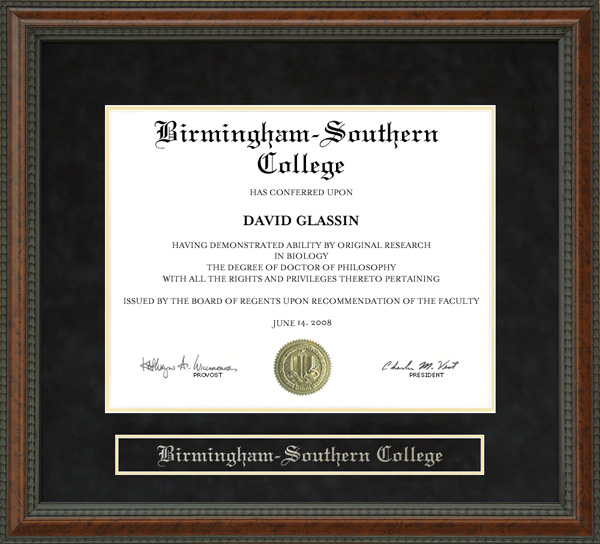 Birmingham-Southern
College
HAS CONFERRED UPON
DAVID GLASSIN
HAVING DEMONSTRATED ABILITY BY ORIGINAL RESEARCH
IN BIOLOGY
THE DEGREE OF DOCTOR OF PHILOSOPHY
WITH ALL THE RIGHTS AND PRIVILEGES THERETO PERTAINING
ISSUED BY THE BOARD OF REGENTS UPON RECOMMENDATION OF THE FACULTY
JUNE 14, 2008
Charles M. Vest
PROVOST
PRESIDENT
Birmingham-Southern College